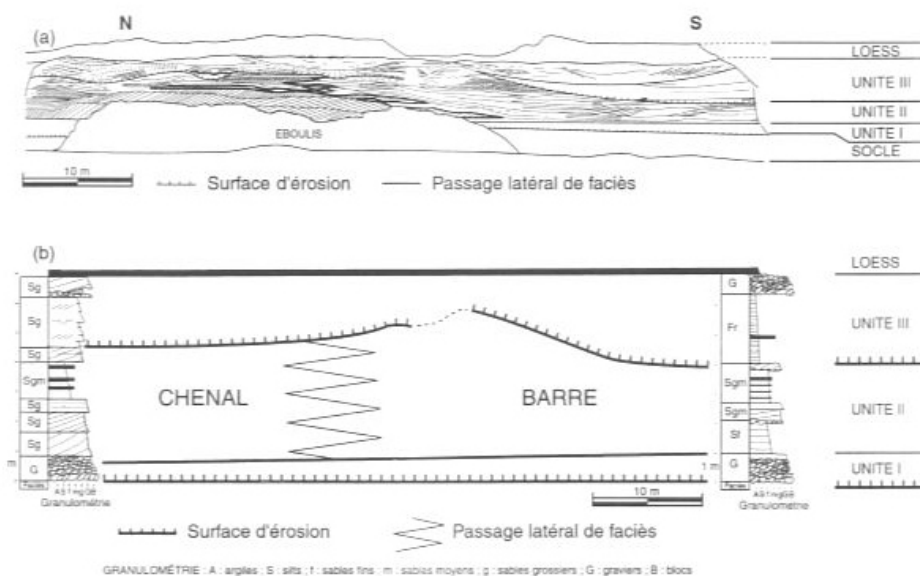 N S
(a)
LOESS
UNITE III
UNITE II
UNITE I
SOCLE
EBOULIS
10 m
Surface d'érosion
Passage latéral de faciès
(b)
LOESS
UNITE III
UNITE II
UNITE I
Sg
Sg
Sg
Sgm
Sg
Sg
Sg
G
m
Faciès
Granulométrie
CHENAL
BARRE
G
Fr
Sgm
Sgm
Sf
G
1 m
Granulométrie
10 m
Surface d'érosion
Passage latéral de faciès
GRANULOMÉTRIE : A : argiles ; S : silts ; f : sables fins ; m : sables moyens ; g : sables grossiers ; G : graviers ; B : blocs